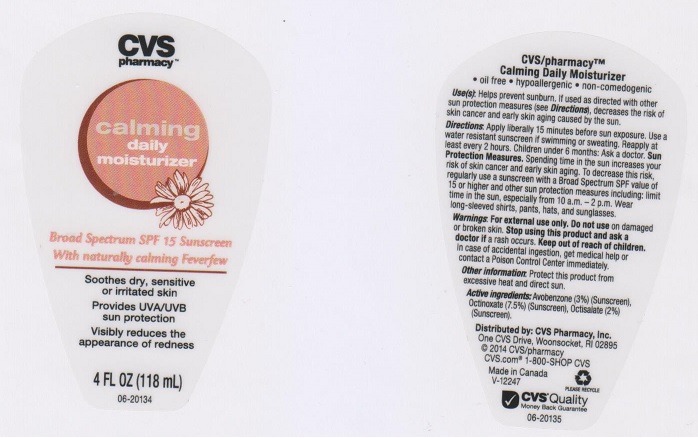 CVS
pharmacy™
calming
daily
moisturizer
Broad Spectrum SPF 15 Sunscreen
With naturally calming Feverfew
Soothes dry, sensitive
or irritated skin
Provides UVA/UVB
sun protection
Visibly reduces the
appearance of redness
4 FL OZ (118 mL)
06-20134
CVS/pharmacy™
Calming Daily Moisturizer
• oil free • hypoallergenic • non-comedogenic
Use(s): Helps prevent sunburn. If used as directed with other
sun protection measures (see Directions), decreases the risk of
skin cancer and early skin aging caused by the sun.
Directions: Apply liberally 15 minutes before sun exposure. Use a
water resistant sunscreen if swimming or sweating. Reapply at
least every 2 hours. Children under 6 months: Ask a doctor. Sun
Protection Measures. Spending time in the sun increases your
risk of skin cancer and early skin aging. To decrease this risk,
regularly use a sunscreen with a Broad Spectrum SPF value of
15 or higher and other sun protection measures including: limit
time in the sun, especially from 10 a.m. – 2 p.m. Wear
long-sleeved shirts, pants, hats, and sunglasses.
Warnings: For external use only. Do not use on damaged
or broken skin. Stop using this product and ask a
doctor if a rash occurs. Keep out of reach of children.
In case of accidental ingestion, get medical help or
contact a Poison Control Center immediately.
Other information: Protect this product from
excessive heat and direct sun.
Active ingredients: Avobenzone (3%) (Sunscreen),
Octinoxate (7.5%) (Sunscreen), Octisalate (2%)
(Sunscreen).
Distributed by: CVS Pharmacy, Inc.
One CVS Drive, Woonsocket, RI 02895
© 2014 CVS/pharmacy
CVS.com® 1-800-SHOP CVS
Made in Canada
V-12247
PLEASE RECYCLE
CVS Quality
Money Back Guarantee
06-20135